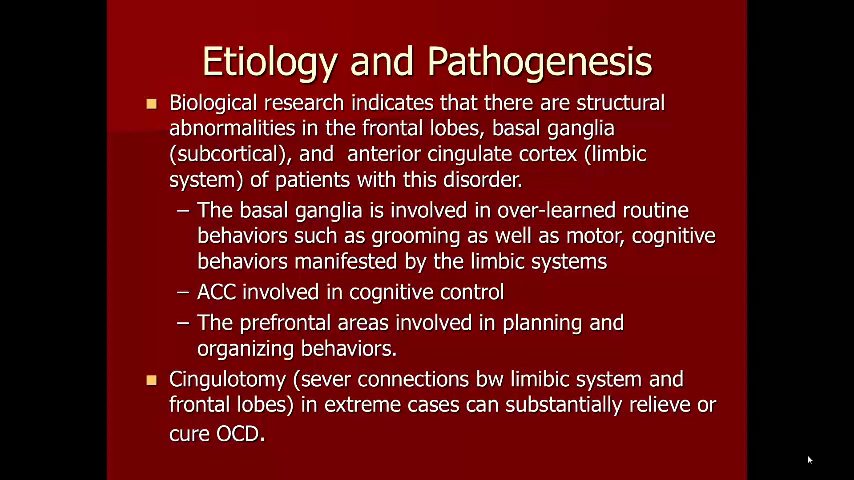 Etiology and Pathogenesis
Biological research indicates that there are structural
abnormalities in the frontal lobes, basal ganglia
(subcortical), and anterior cingulate cortex (limbic
system) of patients with this disorder.
– The basal ganglia is involved in over-learned routine
behaviors such as grooming as well as motor, cognitive
behaviors manifested by the limbic systems
– ACC involved in cognitive control
– The prefrontal areas involved in planning and
organizing behaviors.
Cingulotomy (sever connections bw limibic system and
frontal lobes) in extreme cases can substantially relieve or
cure OCD.